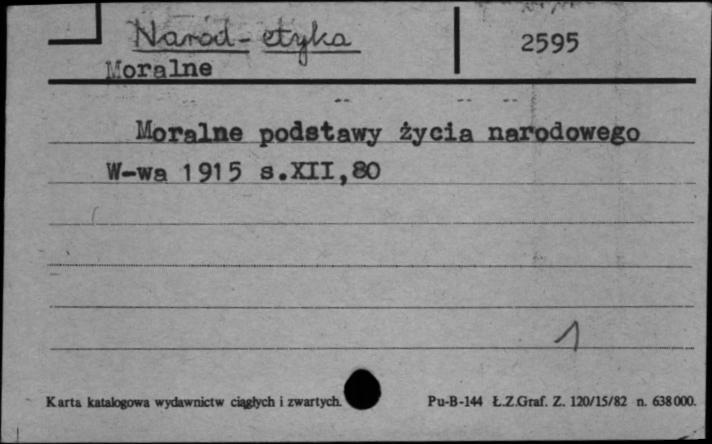 Naród - etyka
2595
Moralne
Moralne podstawy życia narodowego
W-wa 1915 s.XII,80
1
Karta katalogowa wydawnictw ciągłych i zwartych.
Pu-B-144 Ł.Z.Graf. Z. 120/15/82 n. 638000.